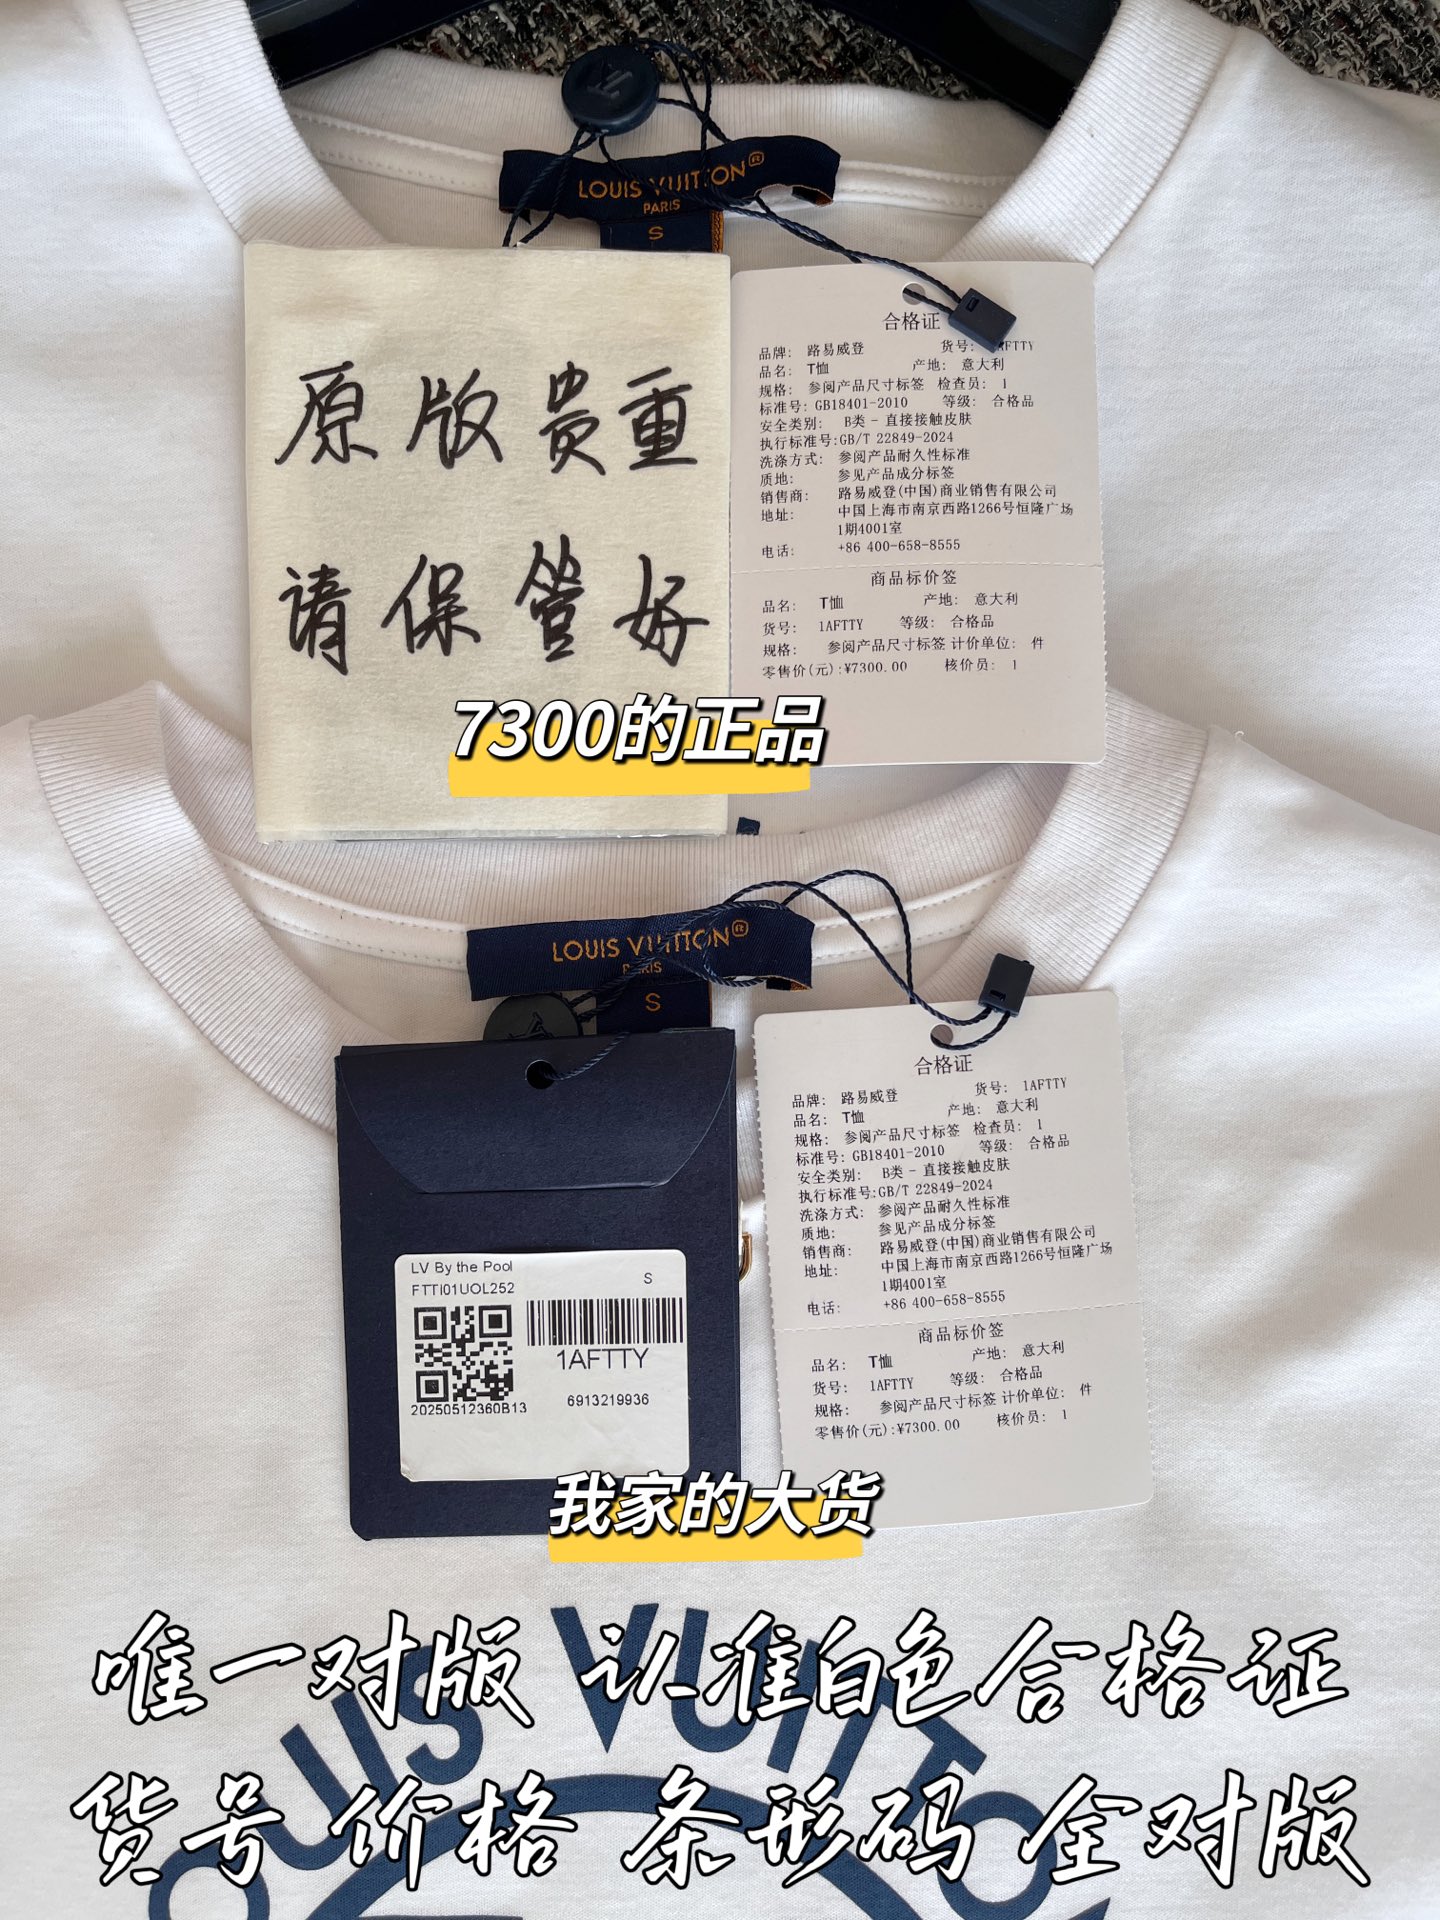 LOUIS VUITTON®
PARIS
S
原版贵重
请保管好
合格证
品牌: 路易威登 货号: 1AFTTY
品名: T恤 产地: 意大利
规格: 参阅产品尺寸标签 检查员: 1
标准号: GB18401-2010 等级: 合格品
安全类别: B类 - 直接接触皮肤
执行标准号:GB/T 22849-2024
洗涤方式: 参阅产品耐久性标准
质地: 参见产品成分标签
销售商: 路易威登(中国)商业销售有限公司
地址: 中国上海市南京西路1266号恒隆广场
1期4001室
电话: +86 400-658-8555
商品标价签
品名: T恤 产地: 意大利
货号: 1AFTTY 等级: 合格品
规格: 参阅产品尺寸标签 计价单位: 件
零售价(元):¥7300.00 核价员: 1
7300的正品
LOUIS VUITTON®
PARIS
S
LV By the Pool
FTTI01UOL252
S
1AFTTY
20250512360B13
6913219936
合格证
品牌: 路易威登 货号: 1AFTTY
品名: T恤 产地: 意大利
规格: 参阅产品尺寸标签 检查员: 1
标准号: GB18401-2010 等级: 合格品
安全类别: B类 - 直接接触皮肤
执行标准号:GB/T 22849-2024
洗涤方式: 参阅产品耐久性标准
质地: 参见产品成分标签
销售商: 路易威登(中国)商业销售有限公司
地址: 中国上海市南京西路1266号恒隆广场
1期4001室
电话: +86 400-658-8555
商品标价签
品名: T恤 产地: 意大利
货号: 1AFTTY 等级: 合格品
规格: 参阅产品尺寸标签 计价单位: 件
零售价(元):¥7300.00 核价员: 1
我家的大货
唯一对版 认准白色合格证
货号 价格 条形码 全对版
LOUIS VUITTON